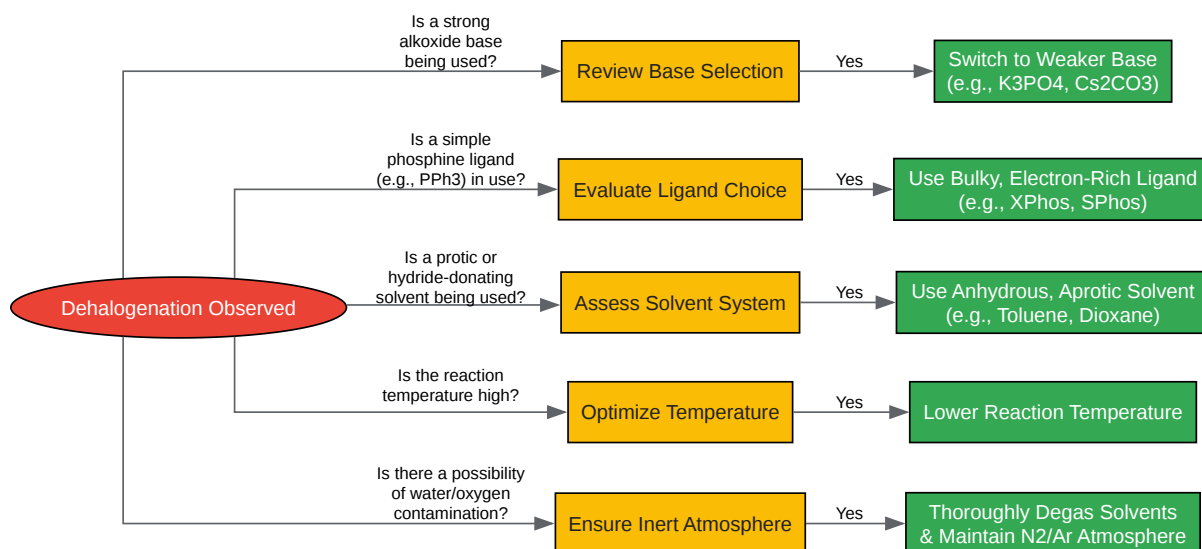 Is a strong
alkoxide base
being used?
Review Base Selection
Yes
Switch to Weaker Base
(e.g., K3PO4, Cs2CO3)
Is a simple
phosphine ligand
(e.g., PPh3) in use?
Evaluate Ligand Choice
Yes
Use Bulky, Electron-Rich Ligand
(e.g., XPhos, SPhos)
Dehalogenation Observed
Is a protic or
hydride-donating
solvent being used?
Assess Solvent System
Yes
Use Anhydrous, Aprotic Solvent
(e.g., Toluene, Dioxane)
Is the reaction
temperature high?
Optimize Temperature
Yes
Lower Reaction Temperature
Is there a possibility
of water/oxygen
contamination?
Ensure Inert Atmosphere
Yes
Thoroughly Degas Solvents
& Maintain N2/Ar Atmosphere